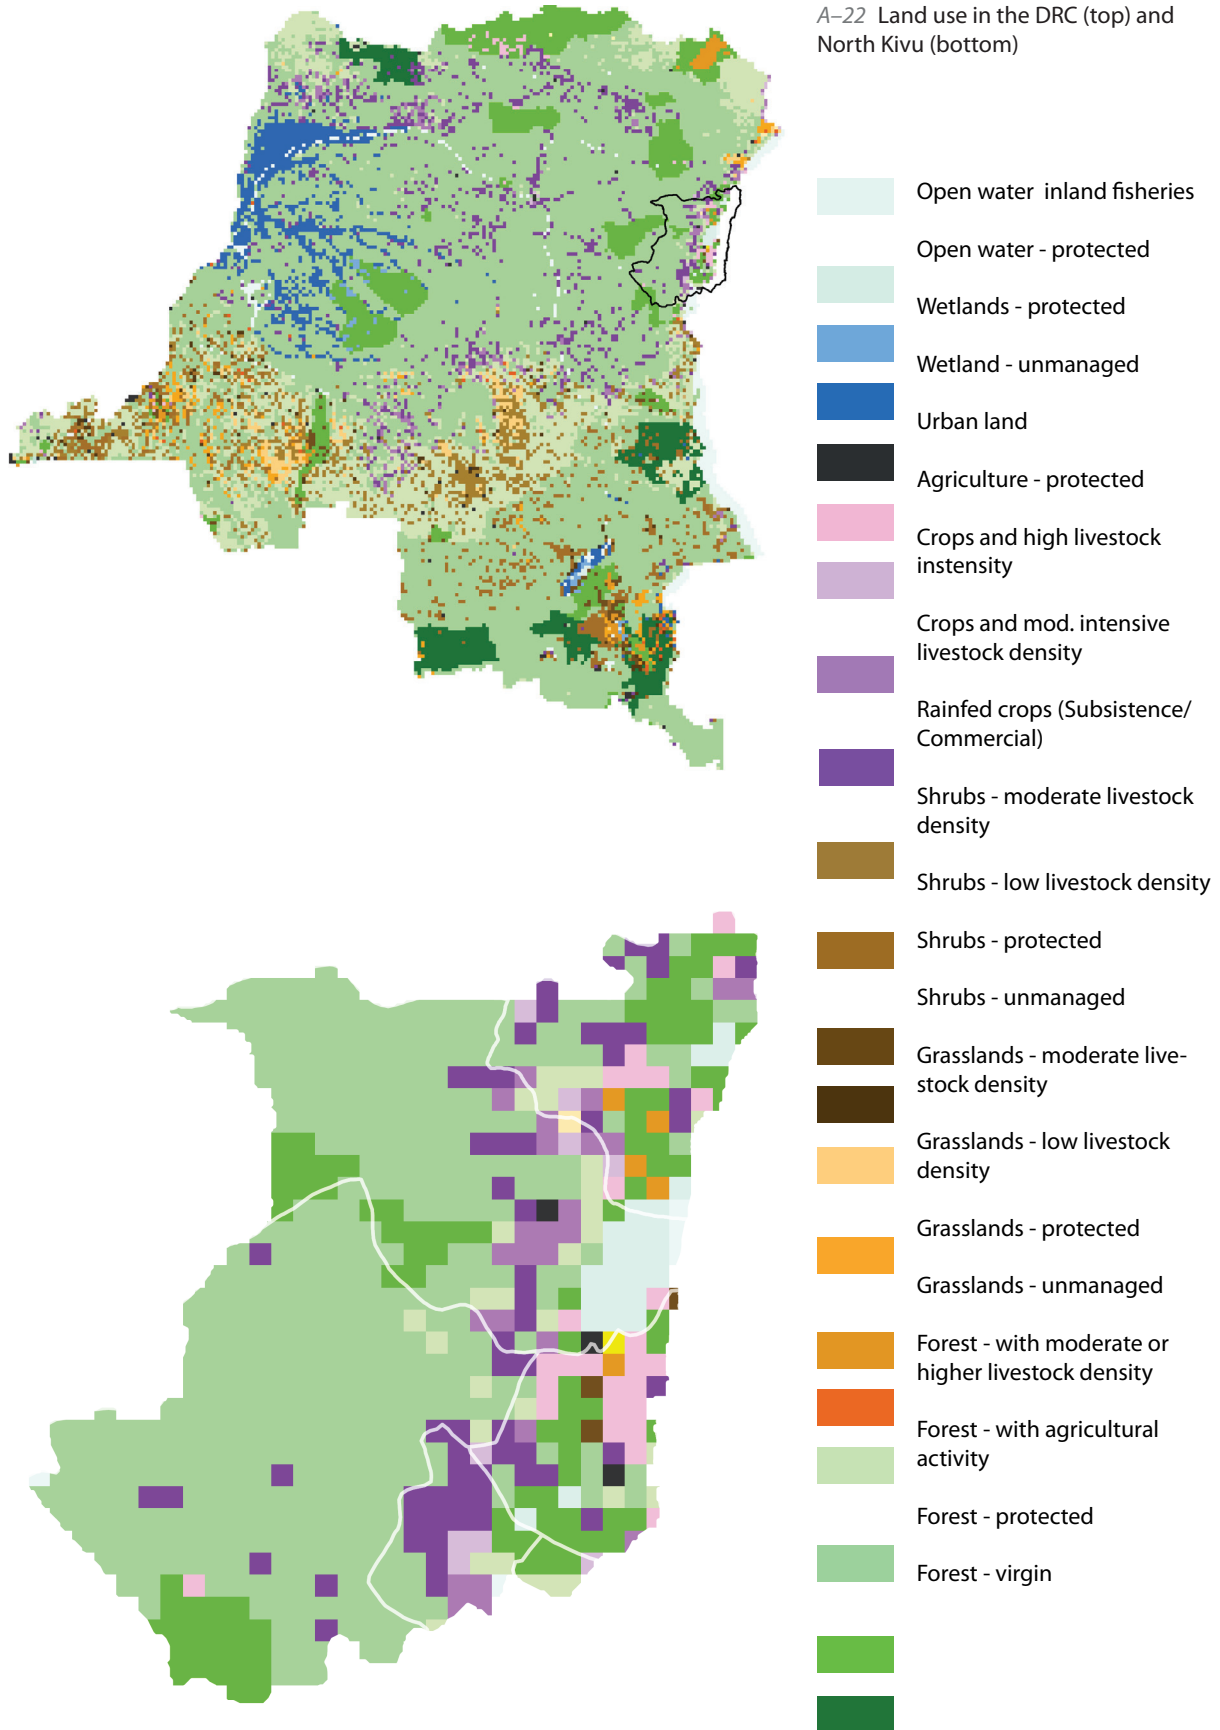 A–22 Land use in the DRC (top) and
North Kivu (bottom)
Open water inland fisheries
Open water - protected
Wetlands - protected
Wetland - unmanaged
Urban land
Agriculture - protected
Crops and high livestock
instensity
Crops and mod. intensive
livestock density
Rainfed crops (Subsistence/
Commercial)
Shrubs - moderate livestock
density
Shrubs - low livestock density
Shrubs - protected
Shrubs - unmanaged
Grasslands - moderate live-
stock density
Grasslands - low livestock
density
Grasslands - protected
Grasslands - unmanaged
Forest - with moderate or
higher livestock density
Forest - with agricultural
activity
Forest - protected
Forest - virgin